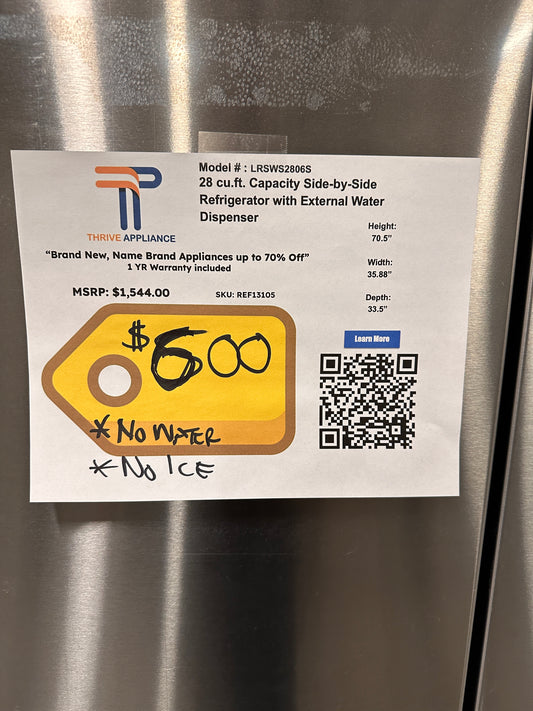 Model # : LRSWS2806S
28 cu.ft. Capacity Side-by-Side
Refrigerator with External Water
Dispenser
THRIVE APPLIANCE
"Brand New, Name Brand Appliances up to 70% Off"
1 YR Warranty included
MSRP: $1,544.00
SKU: REF13105
Height:
70.5"
Width:
35.88"
Depth:
33.5"
Learn More
$600
* NO WATER
* NO ICE